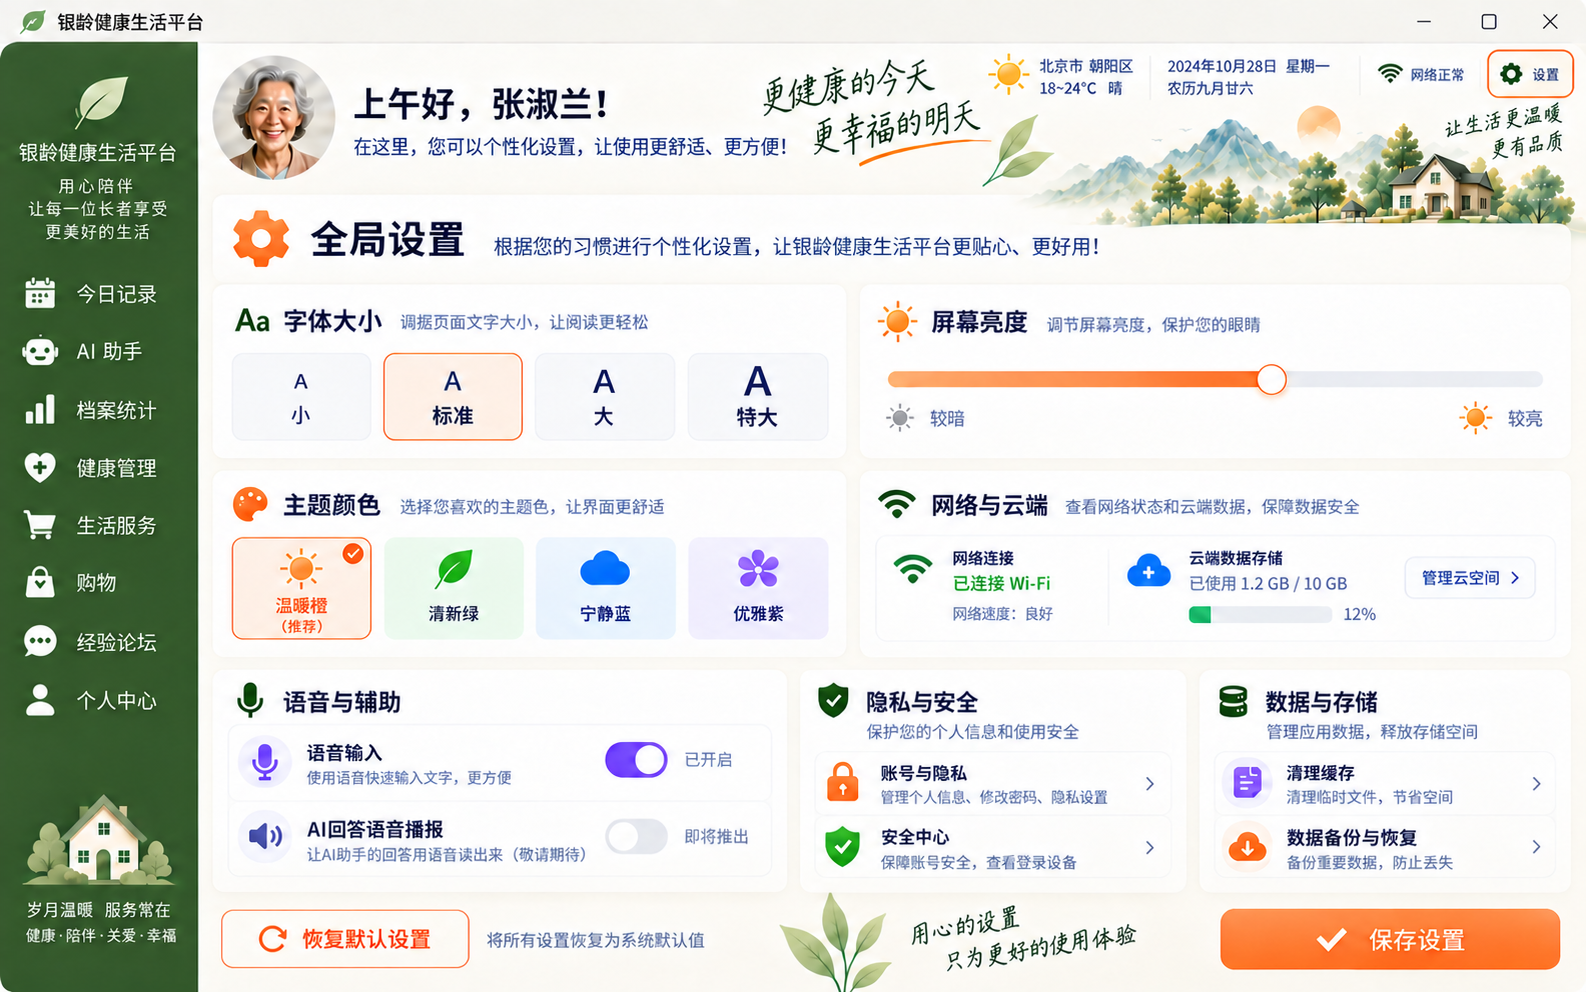 银龄健康生活平台
银龄健康生活平台
用心陪伴
让每一位长者享受
更美好的生活
今日记录
AI 助手
档案统计
健康管理
生活服务
购物
经验论坛
个人中心
岁月温暖 服务常在
健康·陪伴·关爱·幸福
上午好，张淑兰！
在这里，您可以个性化设置，让使用更舒适、更方便！
更健康的今天
更幸福的明天
北京市 朝阳区
18~24°C 晴
2024年10月28日 星期一
农历九月廿六
网络正常
设置
让生活更温暖
更有品质
全局设置
根据您的习惯进行个性化设置，让银龄健康生活平台更贴心、更好用！
Aa 字体大小 调据页面文字大小，让阅读更轻松
A
小
A
标准
A
大
A
特大
屏幕亮度 调节屏幕亮度，保护您的眼睛
较暗
较亮
主题颜色 选择您喜欢的主题色，让界面更舒适
温暖橙
（推荐）
清新绿
宁静蓝
优雅紫
网络与云端 查看网络状态和云端数据，保障数据安全
网络连接
已连接 Wi-Fi
网络速度：良好
云端数据存储
已使用 1.2 GB / 10 GB
12%
管理云空间
语音与辅助
语音输入
使用语音快速输入文字，更方便
已开启
AI回答语音播报
让AI助手的回答用语音读出来（敬请期待）
即将推出
隐私与安全
保护您的个人信息和使用安全
账号与隐私
管理个人信息、修改密码、隐私设置
安全中心
保障账号安全，查看登录设备
数据与存储
管理应用数据，释放存储空间
清理缓存
清理临时文件，节省空间
数据备份与恢复
备份重要数据，防止丢失
恢复默认设置
将所有设置恢复为系统默认值
用心的设置
只为更好的使用体验
保存设置